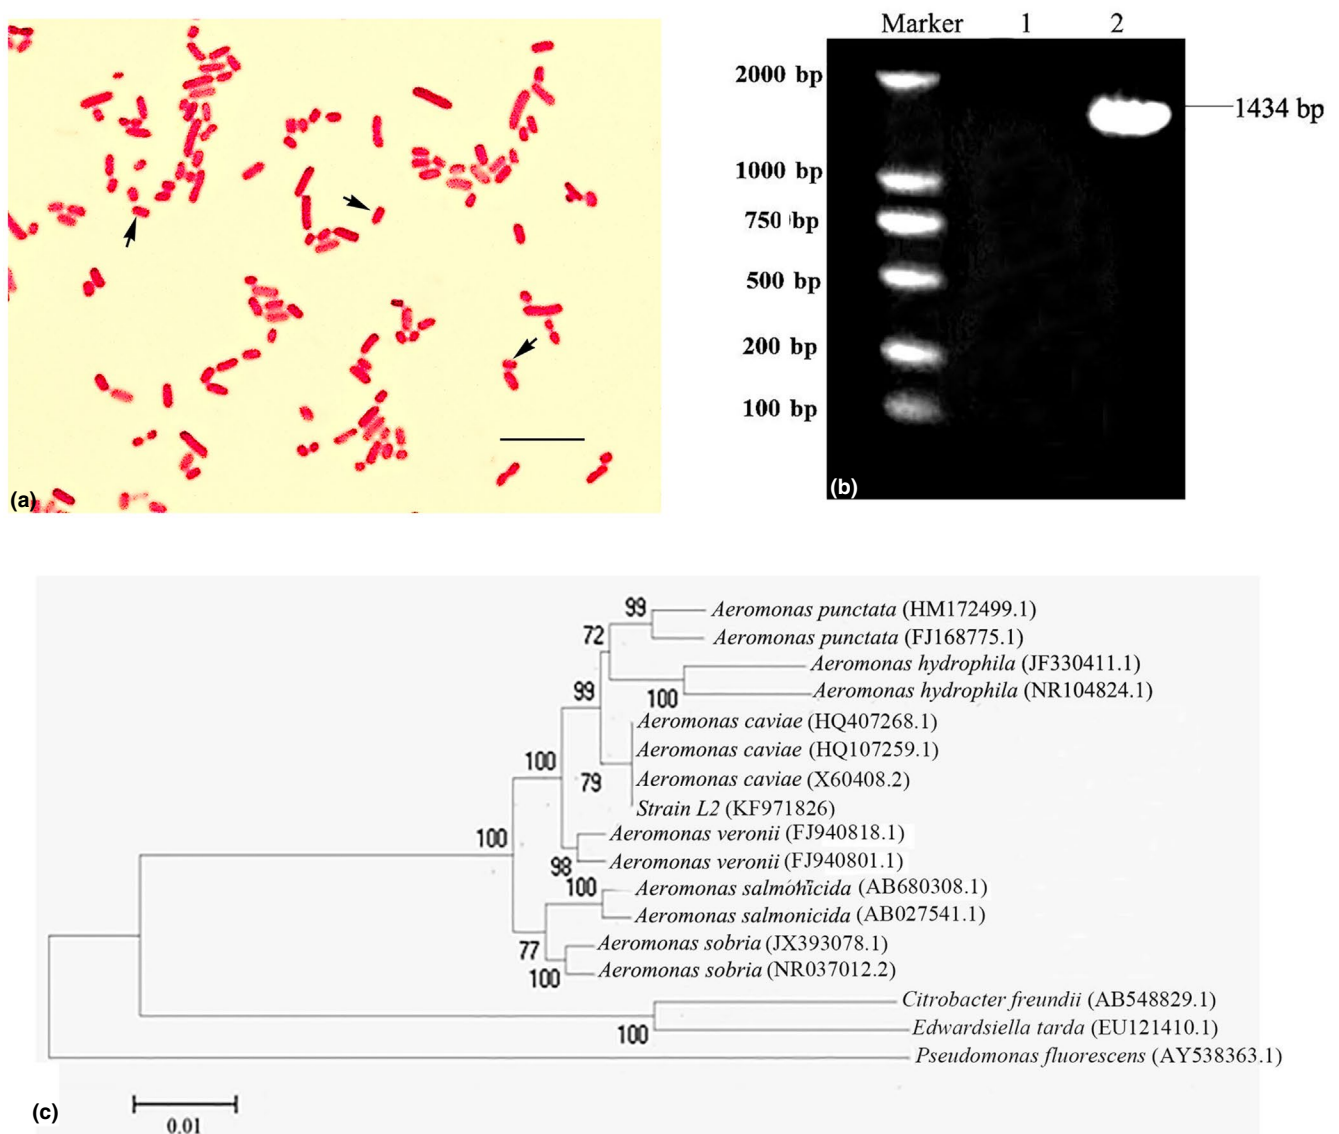 Marker 1 2
2000 bp
1434 bp
1000 bp
750 bp
500 bp
200 bp
100 bp
(a)
(b)
99 Aeromonas punctata (HM172499.1)
72 Aeromonas punctata (FJ168775.1)
Aeromonas hydrophila (JF330411.1)
99 100 Aeromonas hydrophila (NR104824.1)
Aeromonas caviae (HQ407268.1)
Aeromonas caviae (HQ107259.1)
100 79 Aeromonas caviae (X60408.2)
Strain L2 (KF971826)
100 Aeromonas veronii (FJ940818.1)
98 Aeromonas veronii (FJ940801.1)
100 Aeromonas salmonicida (AB680308.1)
Aeromonas salmonicida (AB027541.1)
77 Aeromonas sobria (JX393078.1)
100 Aeromonas sobria (NR037012.2)
Citrobacter freundii (AB548829.1)
100 Edwardsiella tarda (EU121410.1)
Pseudomonas fluorescens (AY538363.1)
(c)
0.01